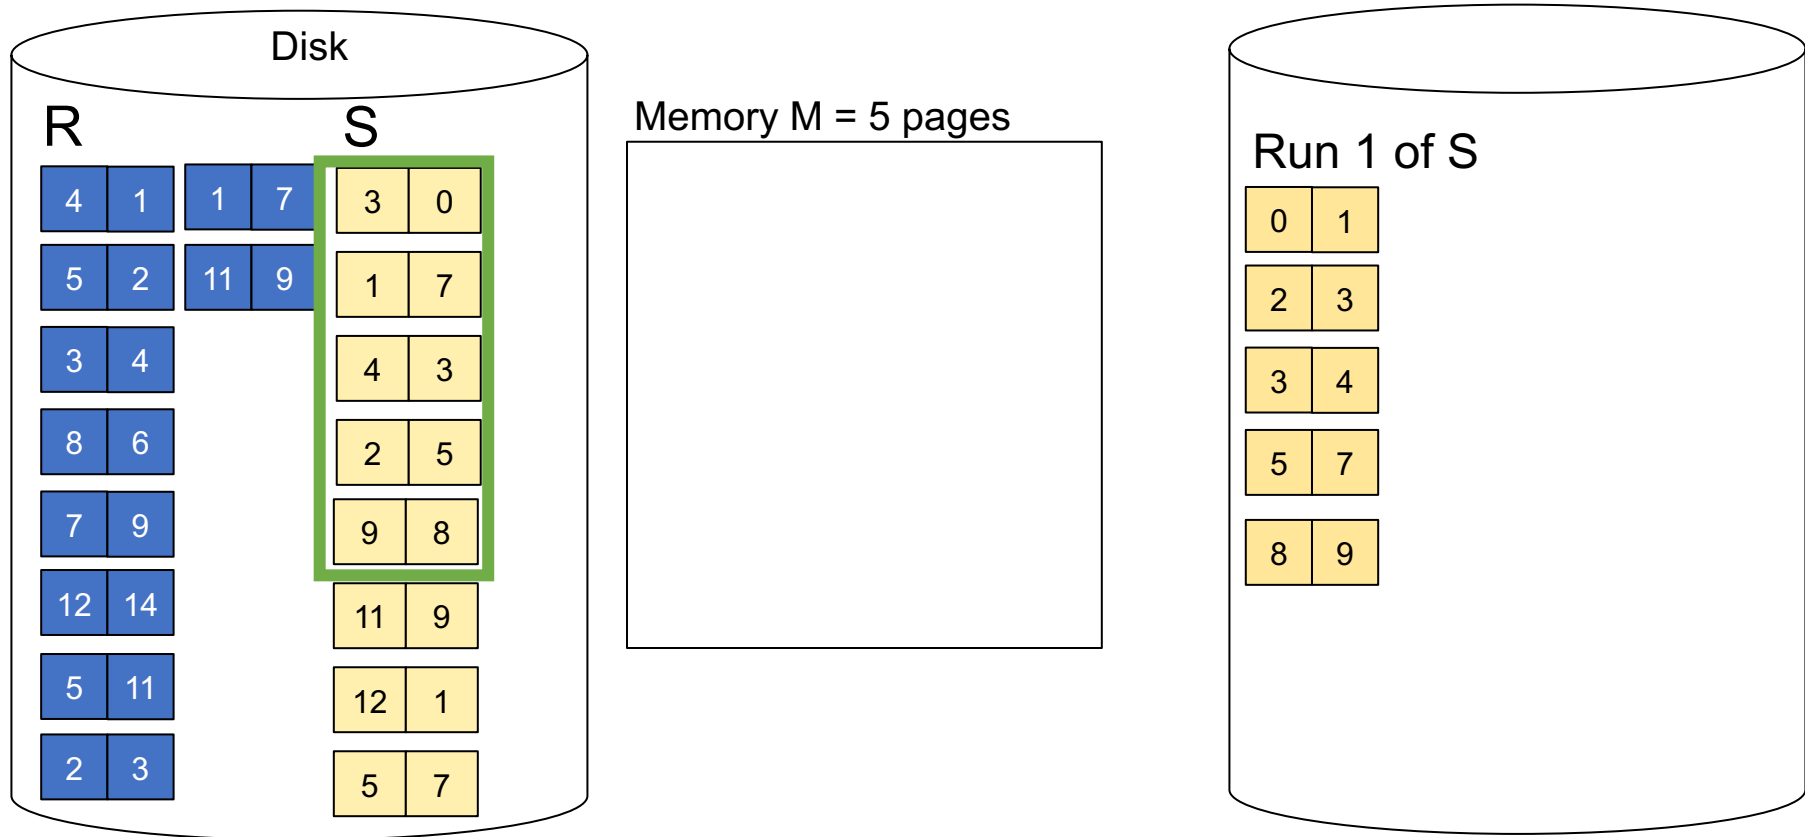 Disk
R S
4 1 1 7 3 0
5 2 11 9 1 7
3 4 4 3
8 6 2 5
7 9 9 8
12 14 11 9
5 11 12 1
2 3 5 7
Memory M = 5 pages
Run 1 of S
0 1
2 3
3 4
5 7
8 9